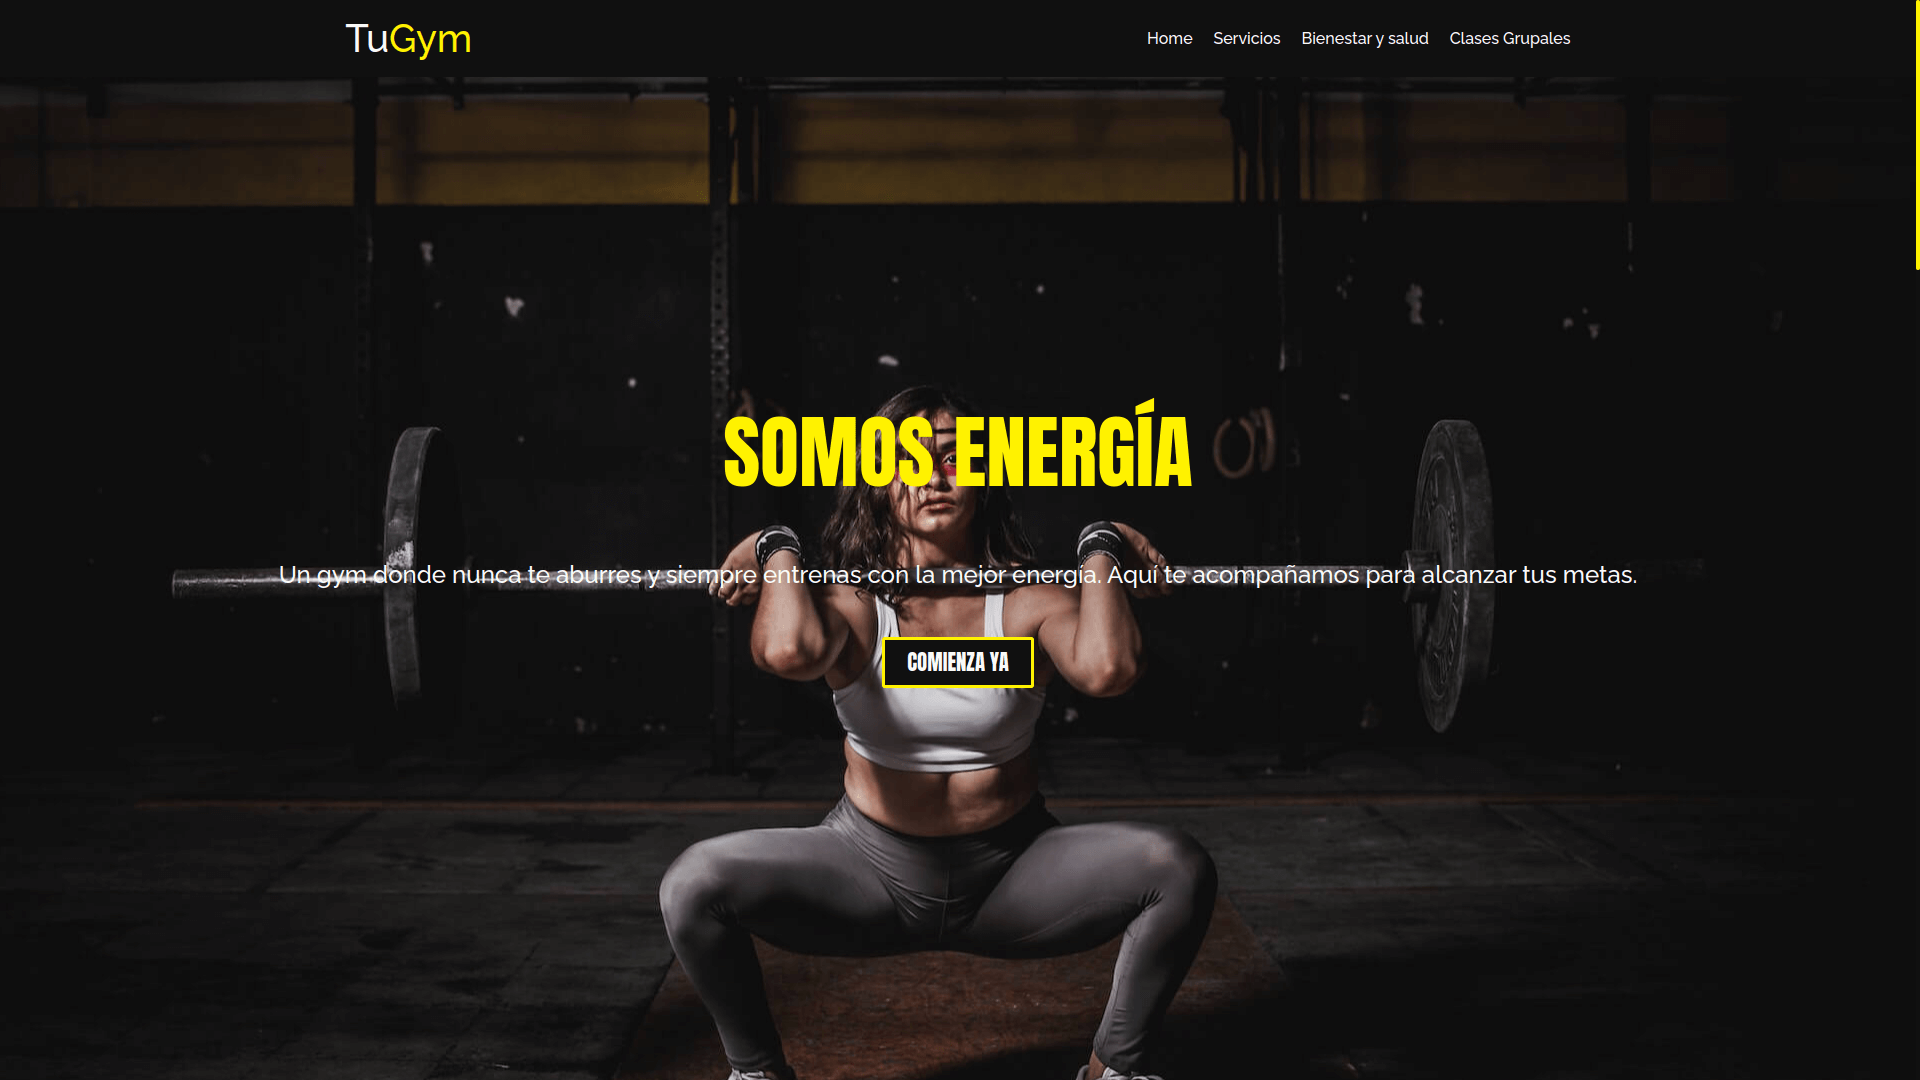 TuGym
Home Servicios Bienestar y salud Clases Grupales
SOMOS ENERGÍA
Un gym donde nunca te aburres y siempre entrenas con la mejor energía. Aquí te acompañamos para alcanzar tus metas.
COMIENZA YA